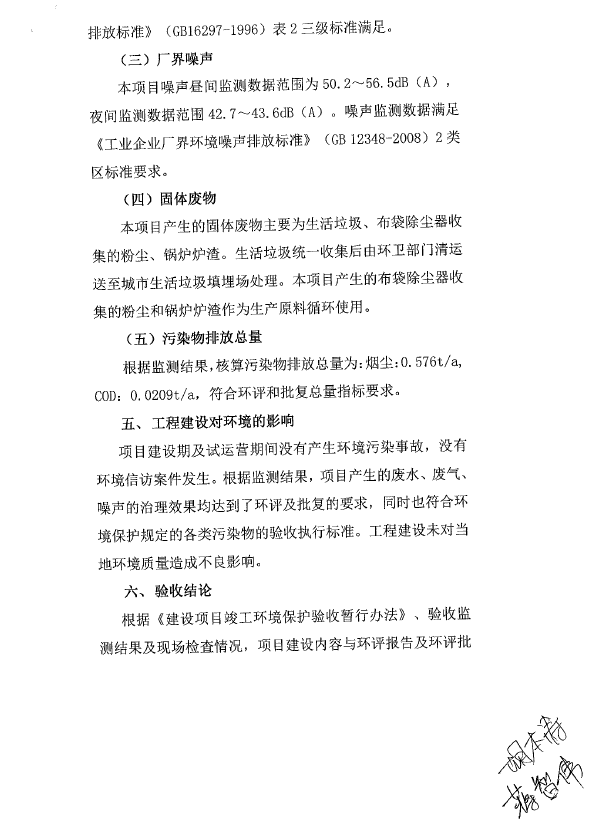 排放标准》（GB16297-1996）表 2 三级标准满足。
（三）厂界噪声
本项目噪声昼间监测数据范围为 50.2～56.5dB（A），
夜间监测数据范围 42.7～43.6dB（A）。噪声监测数据满足
《工业企业厂界环境噪声排放标准》（GB 12348-2008）2 类
区标准要求。
（四）固体废物
本项目产生的固体废物主要为生活垃圾、布袋除尘器收
集的粉尘、锅炉炉渣。生活垃圾统一收集后由环卫部门清运
送至城市生活垃圾填埋场处理。本项目产生的布袋除尘器收
集的粉尘和锅炉炉渣作为生产原料循环使用。
（五）污染物排放总量
根据监测结果,核算污染物排放总量为:烟尘:0.576t/a,
COD: 0.0209t/a，符合环评和批复总量指标要求。
五、工程建设对环境的影响
项目建设期及试运营期间没有产生环境污染事故，没有
环境信访案件发生。根据监测结果，项目产生的废水、废气、
噪声的治理效果均达到了环评及批复的要求，同时也符合环
境保护规定的各类污染物的验收执行标准。工程建设未对当
地环境质量造成不良影响。
六、验收结论
根据《建设项目竣工环境保护验收暂行办法》、验收监
测结果及现场检查情况，项目建设内容与环评报告及环评批